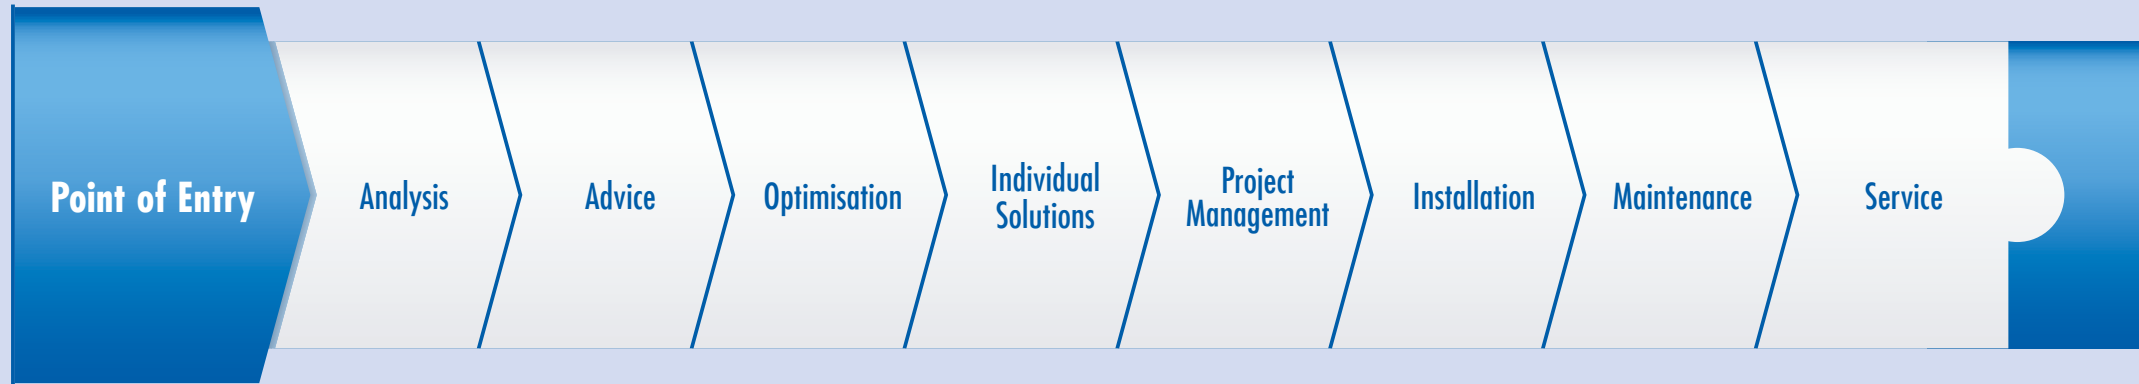 Point of Entry
Analysis
Advice
Optimisation
Individual
Solutions
Project
Management
Installation
Maintenance
Service